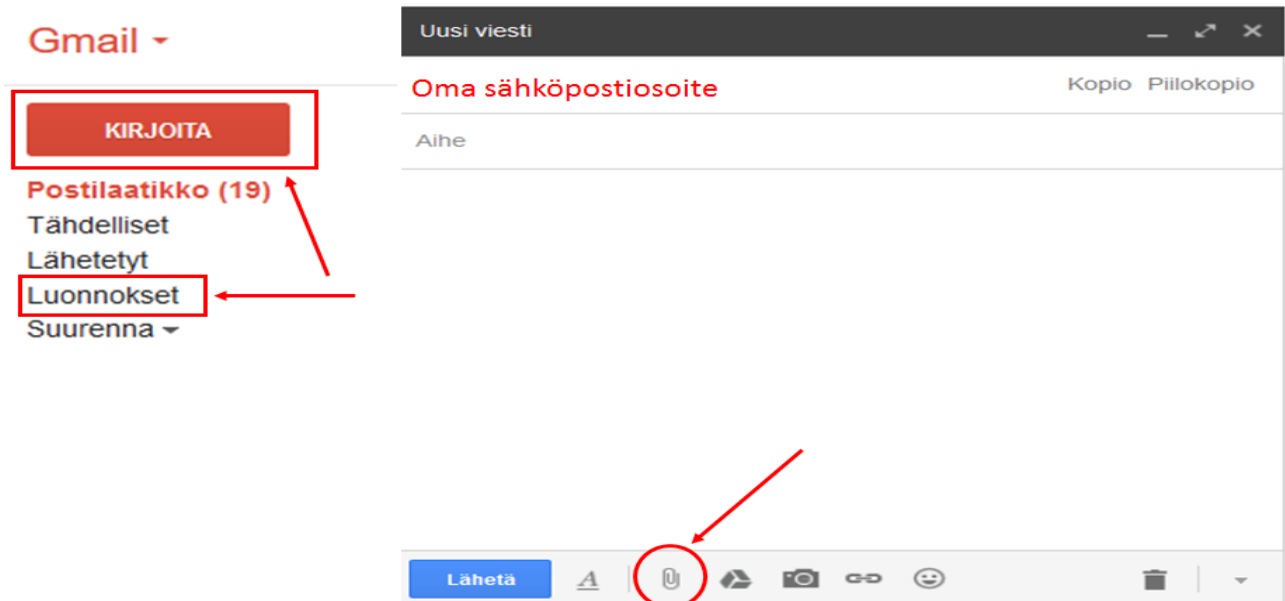 Gmail
KIRJOITA
Postilaatikko (19)
Tähdelliset
Lähetetyt
Luonnokset
Suurenna
Uusi viesti
Oma sähköpostiosoite
Kopio Piilokopio
Aihe
Lähetä
A